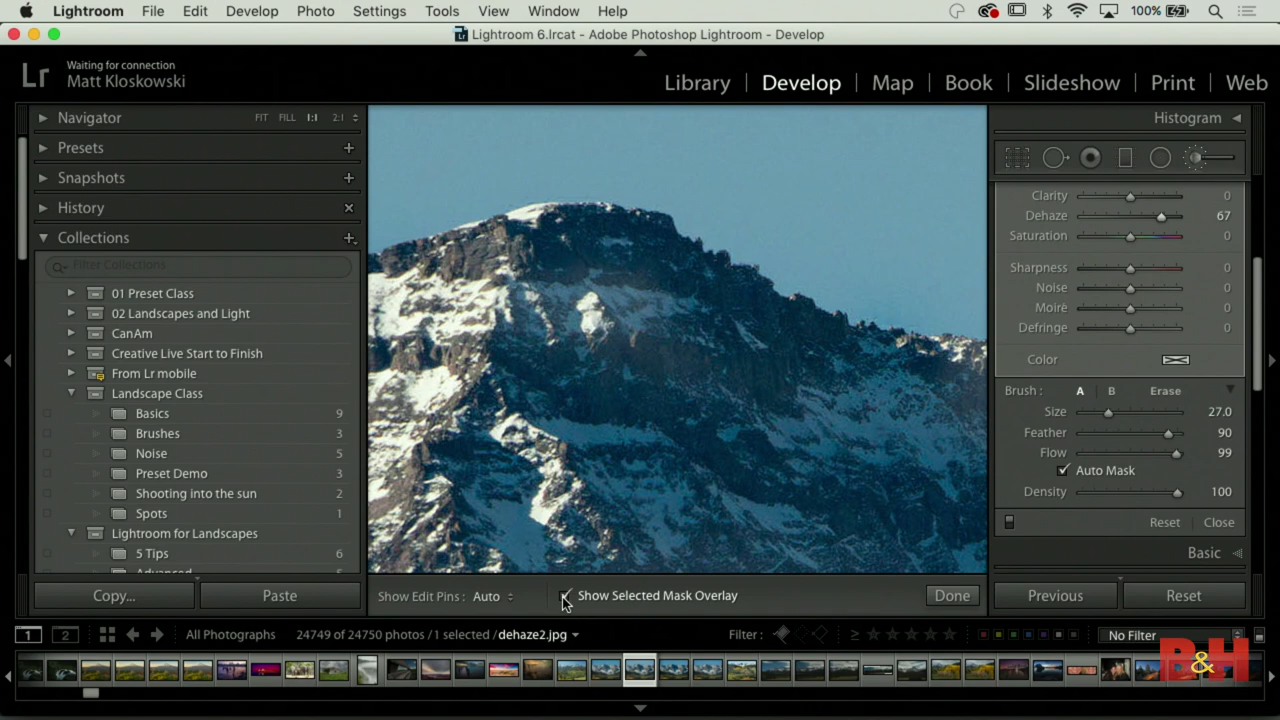 Lightroom File Edit Develop Photo Settings Tools View Window Help 100%
Lightroom 6.lrcat - Adobe Photoshop Lightroom - Develop
Lr Waiting for connection
Matt Kloskowski
Library | Develop | Map | Book | Slideshow | Print | Web
Navigator FIT FILL 1:1 2:1
Presets
Snapshots
History
Collections
Filter Collections
01 Preset Class
02 Landscapes and Light
CanAm
Creative Live Start to Finish
From Lr mobile
Landscape Class
Basics 9
Brushes 3
Noise 5
Preset Demo 3
Shooting into the sun 2
Spots 1
Lightroom for Landscapes
5 Tips 6
Advanced
Copy... Paste
Show Edit Pins : Auto Show Selected Mask Overlay Done
Histogram
Clarity 0
Dehaze 67
Saturation 0
Sharpness 0
Noise 0
Moiré 0
Defringe 0
Color
Brush : A B Erase
Size 27.0
Feather 90
Flow 99
Auto Mask
Density 100
Reset Close
Basic
Previous Reset
1 2 All Photographs 24749 of 24750 photos / 1 selected / dehaze2.jpg Filter : ≥ No Filter
B&H